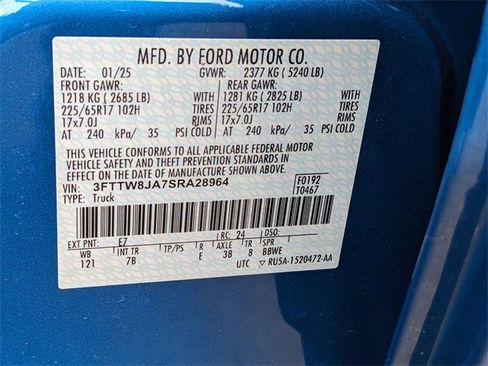 MFD. BY FORD MOTOR CO.
DATE: 01/25 GVWR: 2377 KG ( 5240 LB)
FRONT GAWR: REAR GAWR:
1218 KG ( 2685 LB) WITH 1281 KG ( 2825 LB) WITH
225/65R17 102H TIRES 225/65R17 102H TIRES
17x7.0J RIMS 17x7.0J RIMS
AT 240 kPa/ 35 PSI COLD AT 240 kPa/ 35 PSI COLD
THIS VEHICLE CONFORMS TO ALL APPLICABLE FEDERAL MOTOR
VEHICLE SAFETY AND THEFT PREVENTION STANDARDS IN
EFFECT ON THE DATE OF MANUFACTURE SHOWN ABOVE.
VIN: 3FTTW8JA7SRA28964 F0192
TYPE: Truck T0467
EXT PNT: E7 RC: 24 DSO:
WB INT TR TP/PS R AXLE TR SPR
121 7B E 38 8 BBWE
UTC RU5A-1520472-AA